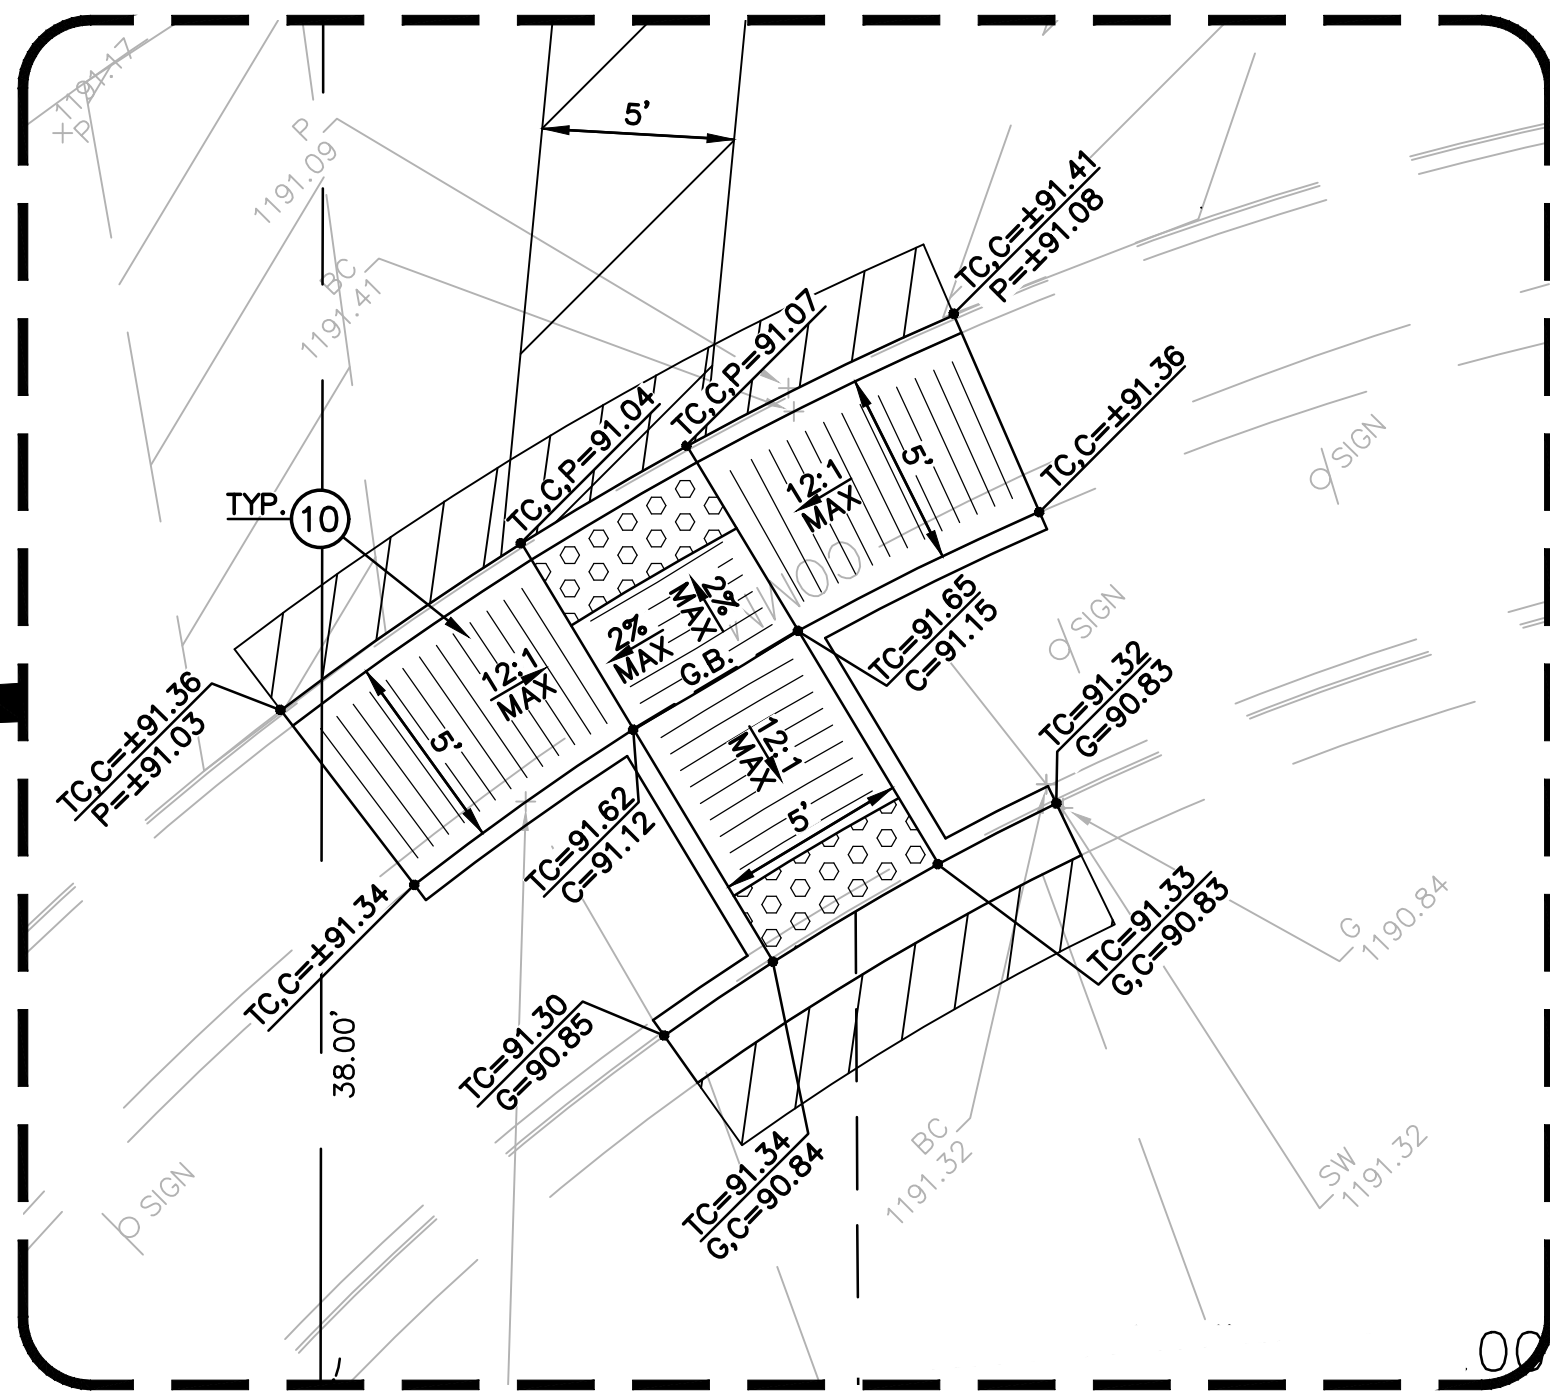 1191.17
P
P
1191.09
BC
1191.41
5'
TC,C=±91.41
P=±91.08
TC,C,P=91.07
TC,C=±91.36
TC,C,P=91.04
SIGN
TYP.
10
12:1
MAX
5'
CONM
2%
MAX
2%
MAX
G.B.
12:1
MAX
5'
TC=91.65
C=91.15
SIGN
TC=91.32
G=90.83
TC,C=±91.36
P=±91.03
12:1
MAX
5'
TC=91.62
C=91.12
TC,C=±91.34
TC=91.33
G,C=90.83
G
1190.84
38.00'
TC=91.30
G=90.85
TC=91.34
G,C=90.84
BC
1191.32
SW
1191.32
SIGN
00